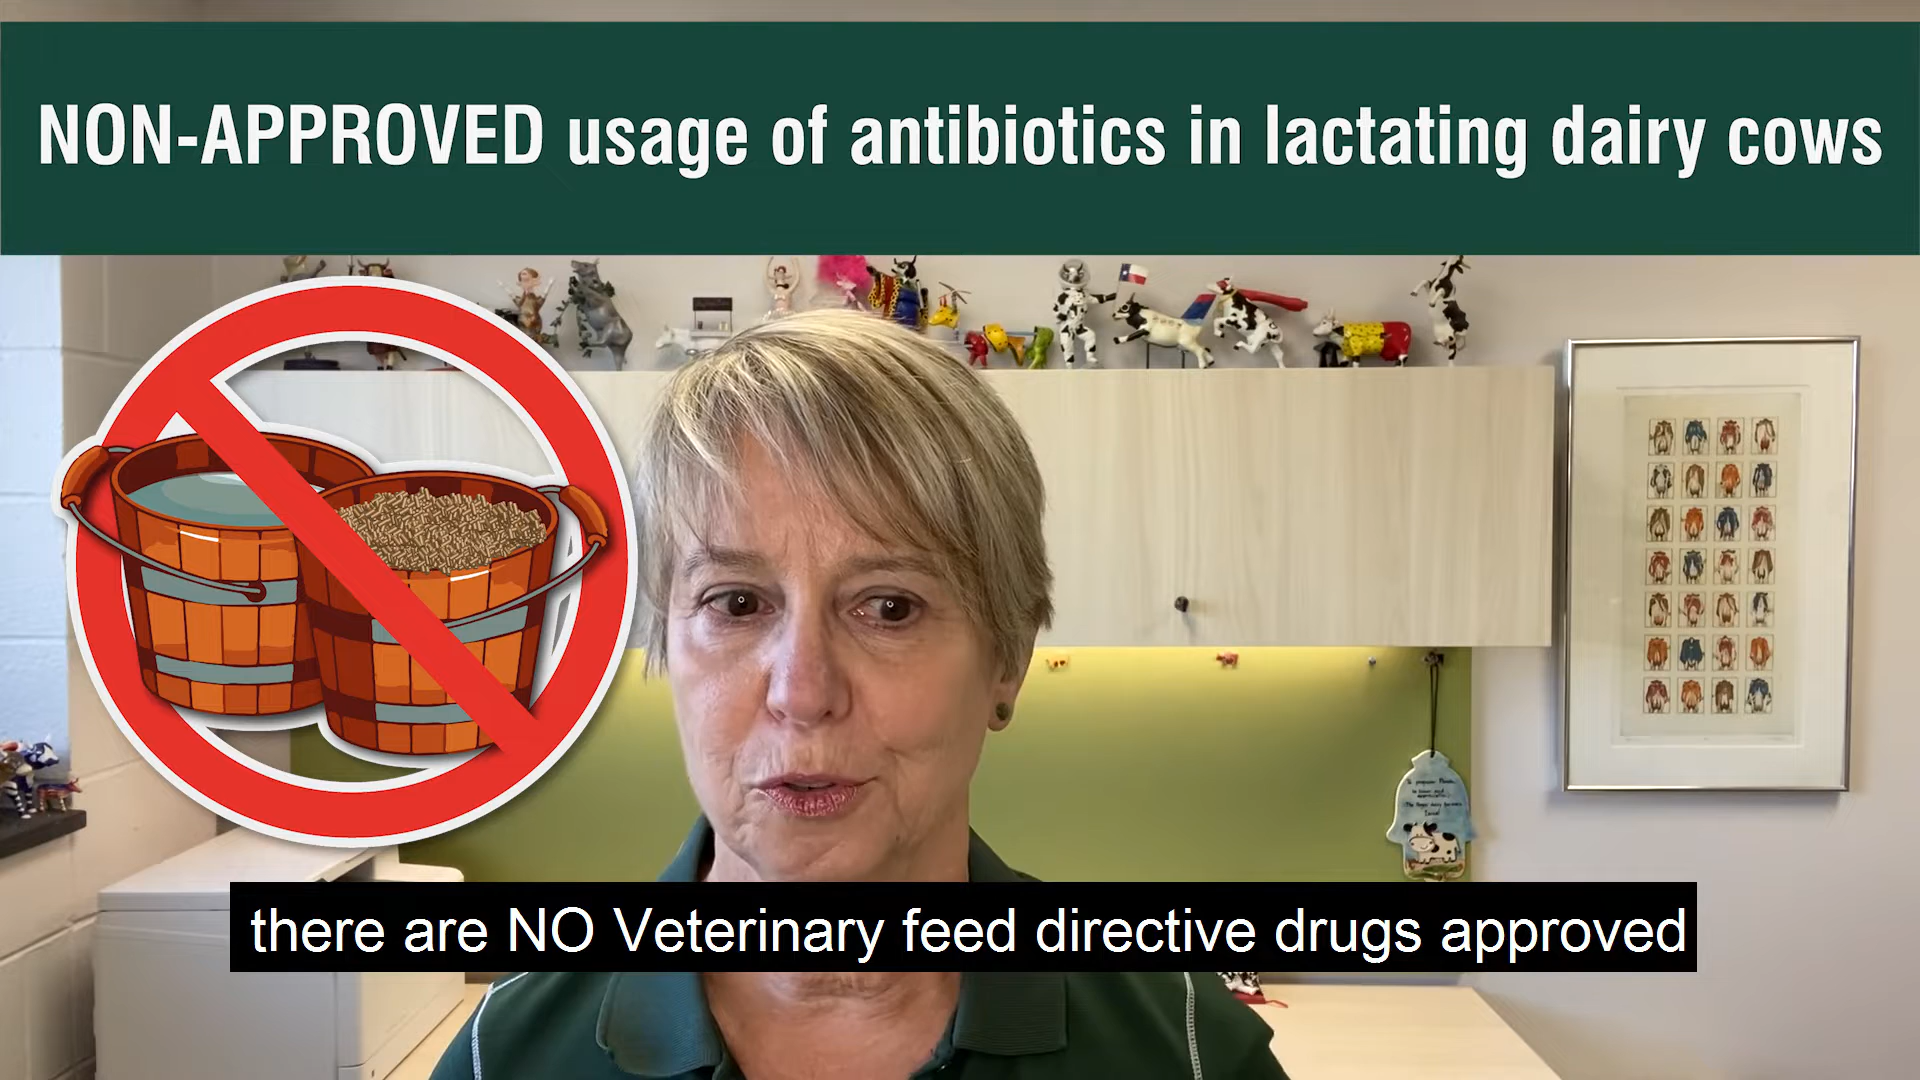 NON-APPROVED usage of antibiotics in lactating dairy cows
there are NO Veterinary feed directive drugs approved